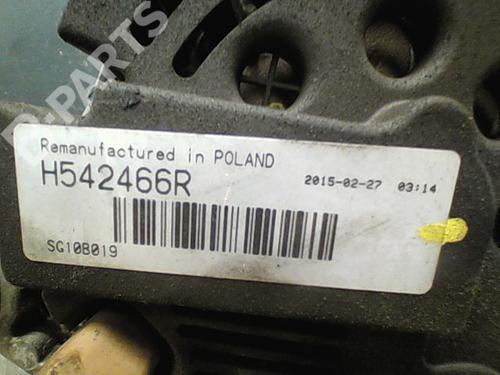 B-PARTS
Remanufactured in POLAND
H542466R
2015-02-27 03:14
SG10B019